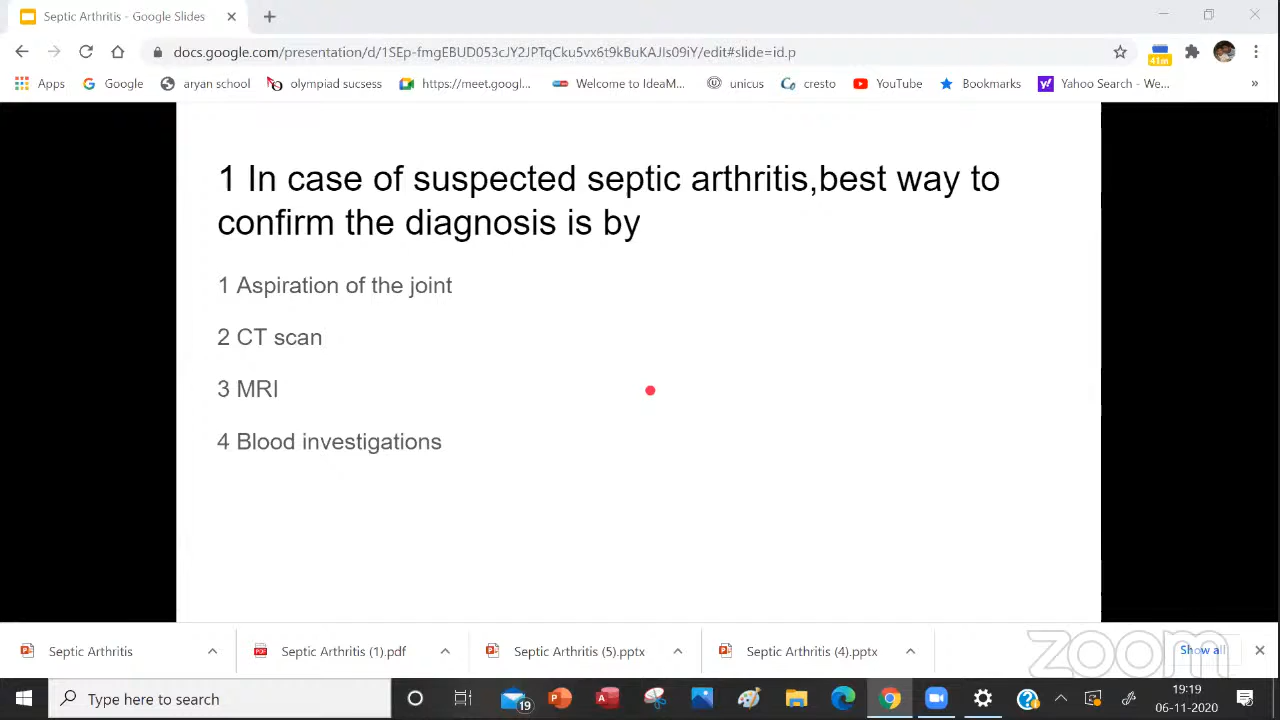 Septic Arthritis - Google Slides
docs.google.com/presentation/d/1SEp-fmgEBUD053cJY2JPTqCku5vx6t9kBuKAJIs09iY/edit#slide=id.p
41m
Apps Google aryan school olympiad sucsess https://meet.googl... Welcome to IdeaM... unicus cresto YouTube Bookmarks Yahoo Search - We... »
1 In case of suspected septic arthritis,best way to
confirm the diagnosis is by
1 Aspiration of the joint
2 CT scan
3 MRI
4 Blood investigations
Septic Arthritis Septic Arthritis (1).pdf Septic Arthritis (5).pptx Septic Arthritis (4).pptx Show all
zoom
Type here to search 19 19:19
06-11-2020